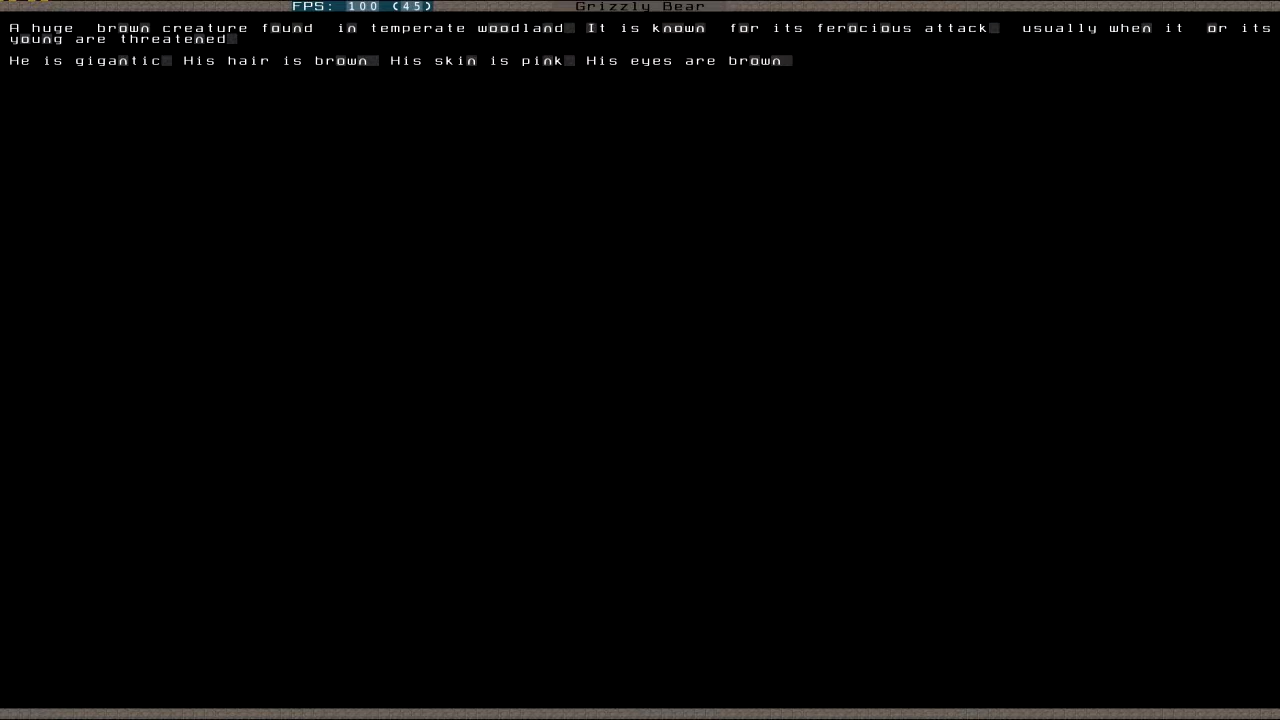 FPS: 100 (45)
Grizzly Bear
A huge brown creature found in temperate woodland. It is known for its ferocious attack, usually when it or its
young are threatened.
He is gigantic. His hair is brown. His skin is pink. His eyes are brown.